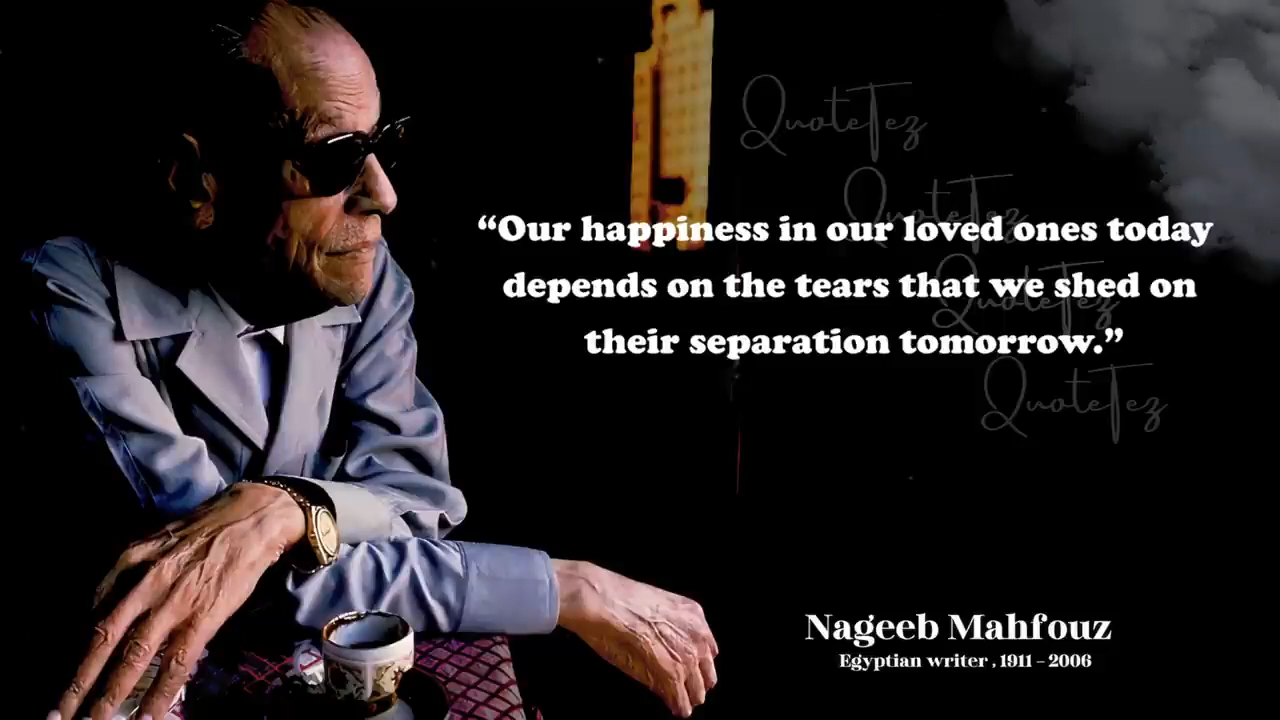 QuoteTez
QuoteTez
“Our happiness in our loved ones today
depends on the tears that we shed on
QuoteTez
their separation tomorrow.”
QuoteTez
Nageeb Mahfouz
Egyptian writer , 1911 – 2006